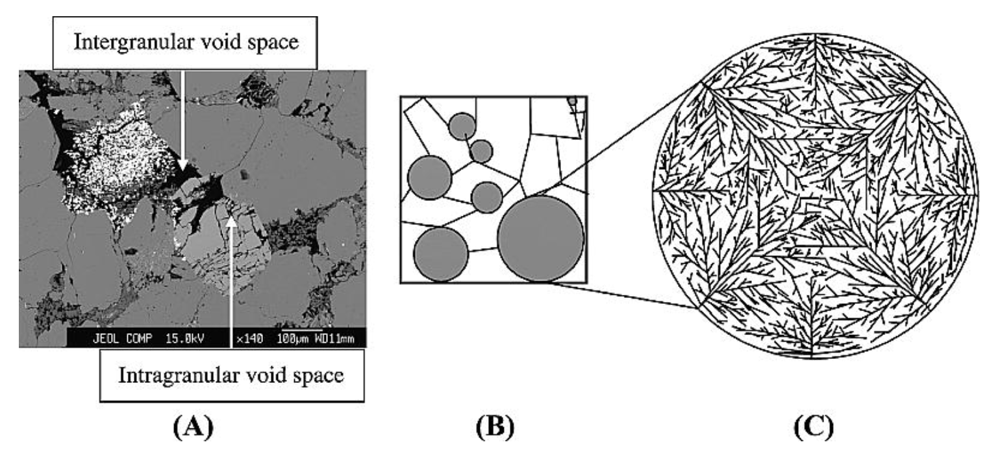 Intergranular void space
JEOL COMP 15.0kV ×140 100μm WD11mm
Intragranular void space
(A)
(B)
(C)